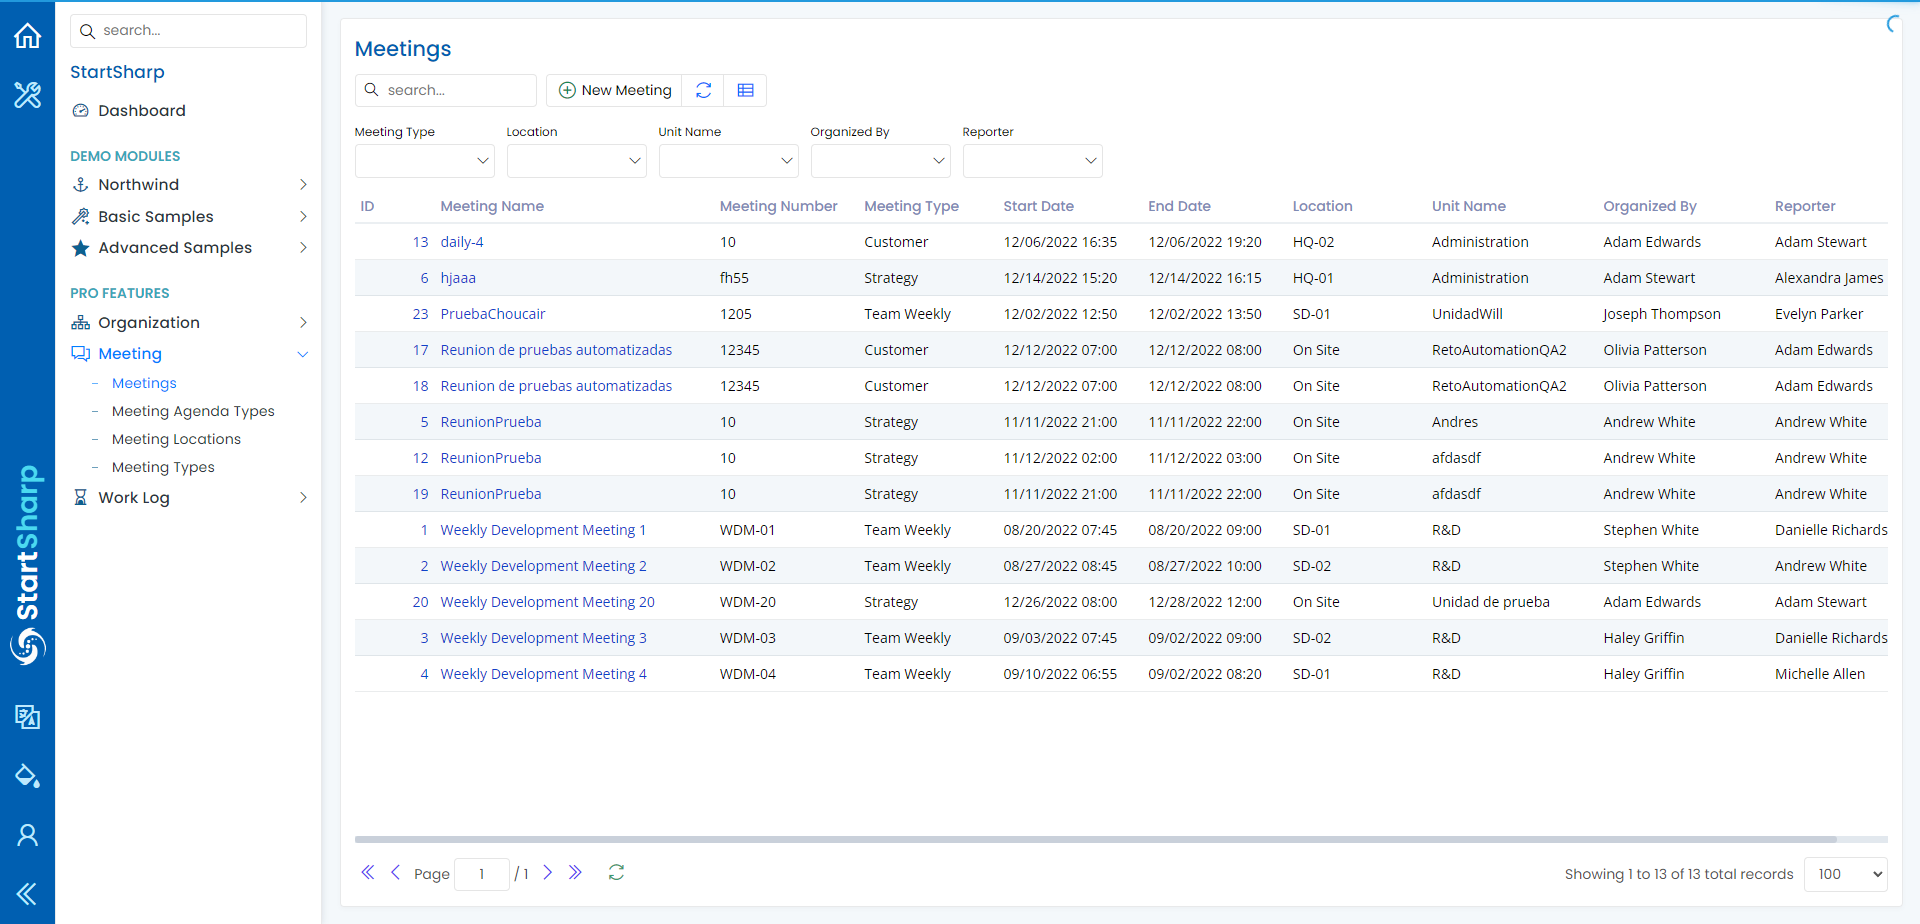 search...
StartSharp
Dashboard
DEMO MODULES
Northwind
Basic Samples
Advanced Samples
PRO FEATURES
Organization
Meeting
- Meetings
- Meeting Agenda Types
- Meeting Locations
- Meeting Types
Work Log
StartSharp
Meetings
search...
New Meeting
Meeting Type Location Unit Name Organized By Reporter
ID Meeting Name Meeting Number Meeting Type Start Date End Date Location Unit Name Organized By Reporter
13 daily-4 10 Customer 12/06/2022 16:35 12/06/2022 19:20 HQ-02 Administration Adam Edwards Adam Stewart
6 hjaaa fh55 Strategy 12/14/2022 15:20 12/14/2022 16:15 HQ-01 Administration Adam Stewart Alexandra James
23 PruebaChoucair 1205 Team Weekly 12/02/2022 12:50 12/02/2022 13:50 SD-01 UnidadWill Joseph Thompson Evelyn Parker
17 Reunion de pruebas automatizadas 12345 Customer 12/12/2022 07:00 12/12/2022 08:00 On Site RetoAutomationQA2 Olivia Patterson Adam Edwards
18 Reunion de pruebas automatizadas 12345 Customer 12/12/2022 07:00 12/12/2022 08:00 On Site RetoAutomationQA2 Olivia Patterson Adam Edwards
5 ReunionPrueba 10 Strategy 11/11/2022 21:00 11/11/2022 22:00 On Site Andres Andrew White Andrew White
12 ReunionPrueba 10 Strategy 11/12/2022 02:00 11/12/2022 03:00 On Site afdasdf Andrew White Andrew White
19 ReunionPrueba 10 Strategy 11/11/2022 21:00 11/11/2022 22:00 On Site afdasdf Andrew White Andrew White
1 Weekly Development Meeting 1 WDM-01 Team Weekly 08/20/2022 07:45 08/20/2022 09:00 SD-01 R&D Stephen White Danielle Richards
2 Weekly Development Meeting 2 WDM-02 Team Weekly 08/27/2022 08:45 08/27/2022 10:00 SD-02 R&D Stephen White Andrew White
20 Weekly Development Meeting 20 WDM-20 Strategy 12/26/2022 08:00 12/28/2022 12:00 On Site Unidad de prueba Adam Edwards Adam Stewart
3 Weekly Development Meeting 3 WDM-03 Team Weekly 09/03/2022 07:45 09/02/2022 09:00 SD-02 R&D Haley Griffin Danielle Richards
4 Weekly Development Meeting 4 WDM-04 Team Weekly 09/10/2022 06:55 09/02/2022 08:20 SD-01 R&D Haley Griffin Michelle Allen
Page 1 / 1
Showing 1 to 13 of 13 total records 100